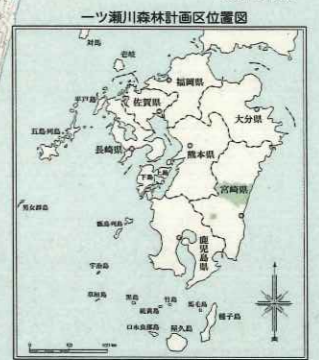 一ツ瀬川森林計画区位置図
対馬
壱岐
福岡県
平戸島
佐賀県
大分県
五島列島
長崎県
熊本県
上島
下島
宮崎県
男女群島
甑島列島
鹿児島県
宇治島
草垣島
黒島
硫黄島
竹島
馬毛島
種子島
口永良部島
屋久島